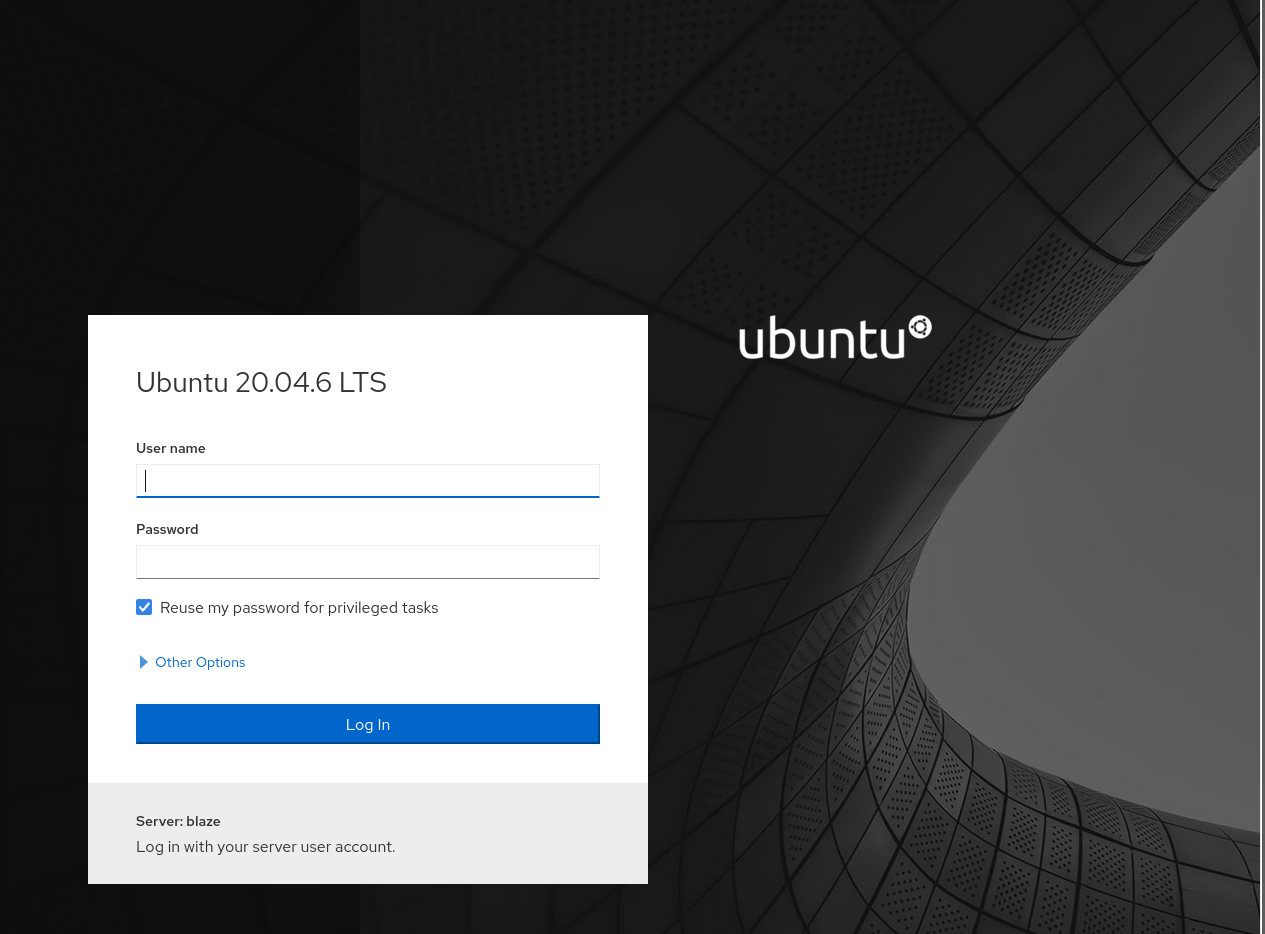 Ubuntu 20.04.6 LTS
User name
Password
Reuse my password for privileged tasks
Other Options
Log In
Server: blaze
Log in with your server user account.
ubuntu